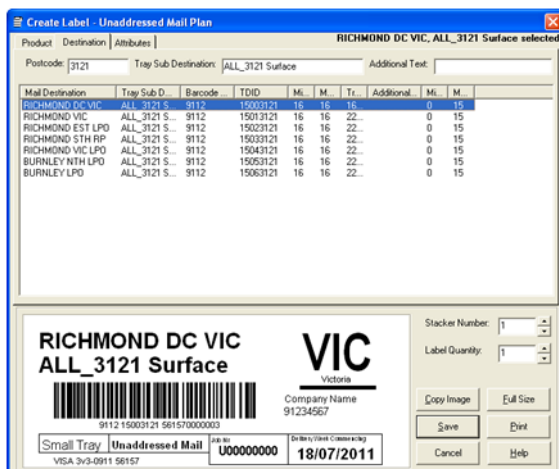 Create Label - Unaddressed Mail Plan
RICHMOND DC VIC, ALL_3121 Surface selected
Product Destination Attributes
Postcode: 3121 Tray Sub Destination: ALL_3121 Surface Additional Text:
Mail Destination Tray Sub D... Barcode ... TDID Mi... M... Tr... Additional... Mi... M...
RICHMOND DC VIC ALL_3121 S... 9112 15003121 16 16 16... 0 15
RICHMOND VIC ALL_3121 S... 9112 15013121 16 16 22... 0 15
RICHMOND EST LPO ALL_3121 S... 9112 15023121 16 16 22... 0 15
RICHMOND STH RP ALL_3121 S... 9112 15033121 16 16 22... 0 15
RICHMOND VIC LPO ALL_3121 S... 9112 15043121 16 16 22... 0 15
BURNLEY NTH LPO ALL_3121 S... 9112 15053121 16 16 22... 0 15
BURNLEY LPO ALL_3121 S... 9112 15063121 16 16 22... 0 15
RICHMOND DC VIC
ALL_3121 Surface
VIC
Victoria
9112 15003121 561570000003
Company Name
91234567
Small Tray Unaddressed Mail Job No U00000000 Delivery Week Commencing 18/07/2011
VISA 3v3-0911 56157
Stacker Number: 1
Label Quantity: 1
Copy Image Full Size
Save Print
Cancel Help